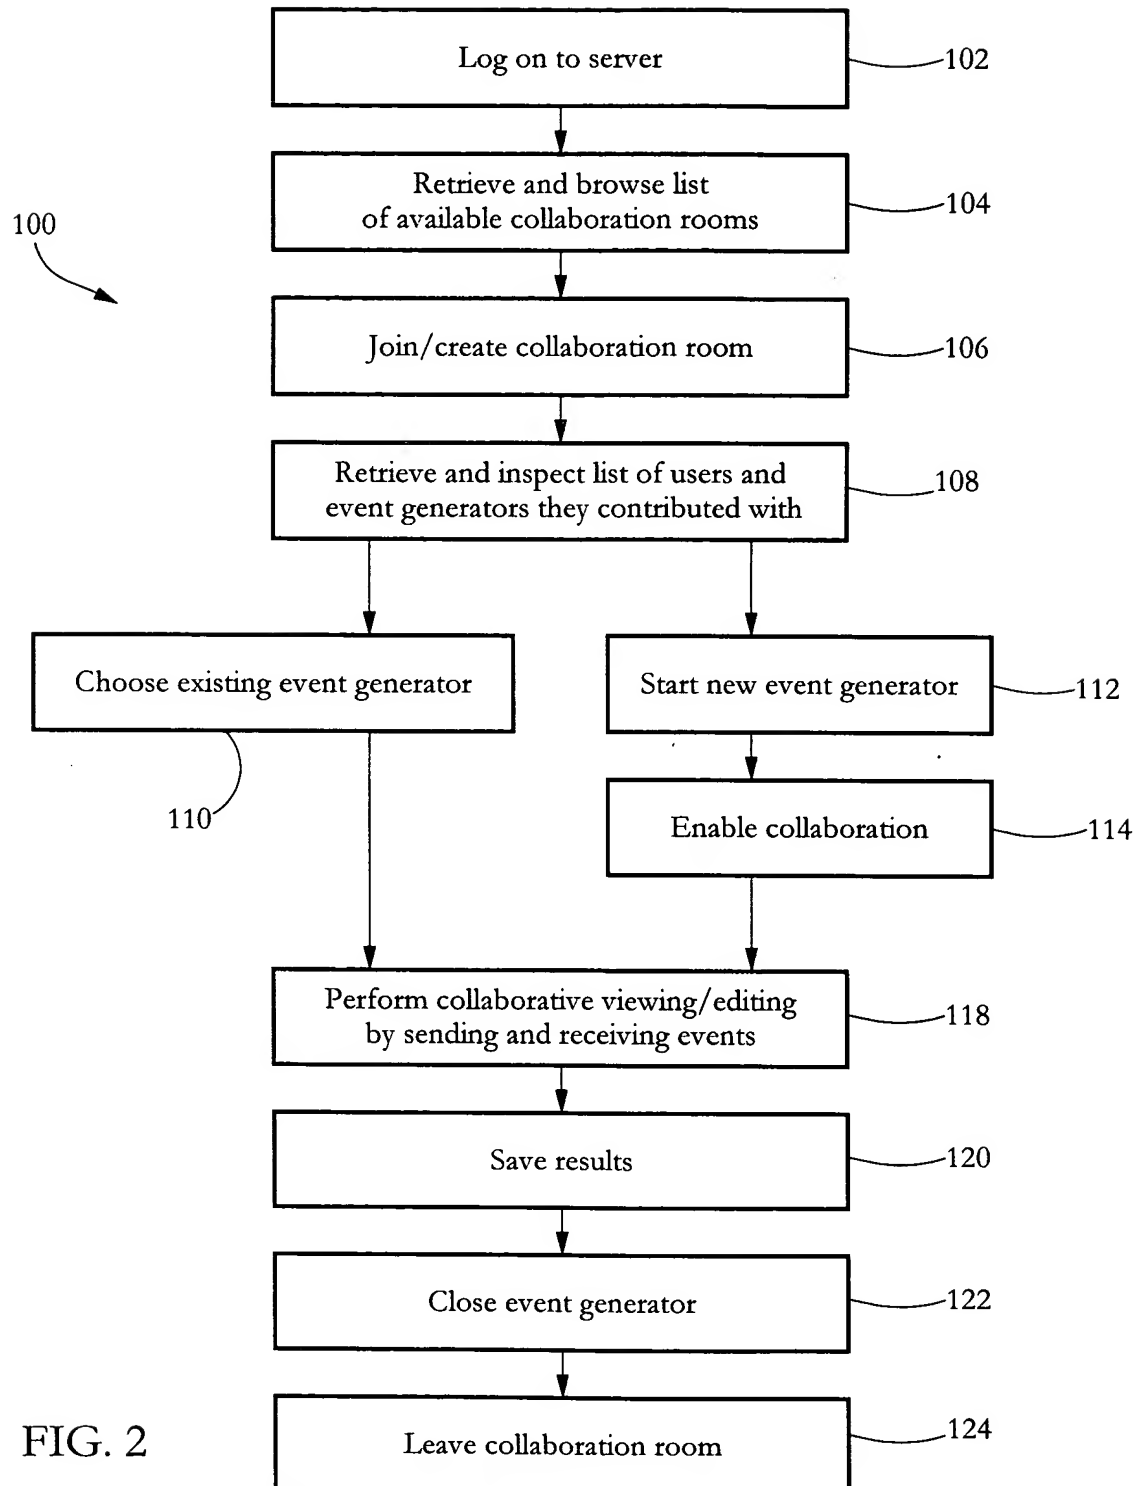 Log on to server
102
Retrieve and browse list
of available collaboration rooms
104
100
Join/create collaboration room
106
Retrieve and inspect list of users and
event generators they contributed with
108
Choose existing event generator
110
Start new event generator
112
Enable collaboration
114
Perform collaborative viewing/editing
by sending and receiving events
118
Save results
120
Close event generator
122
Leave collaboration room
124
FIG. 2